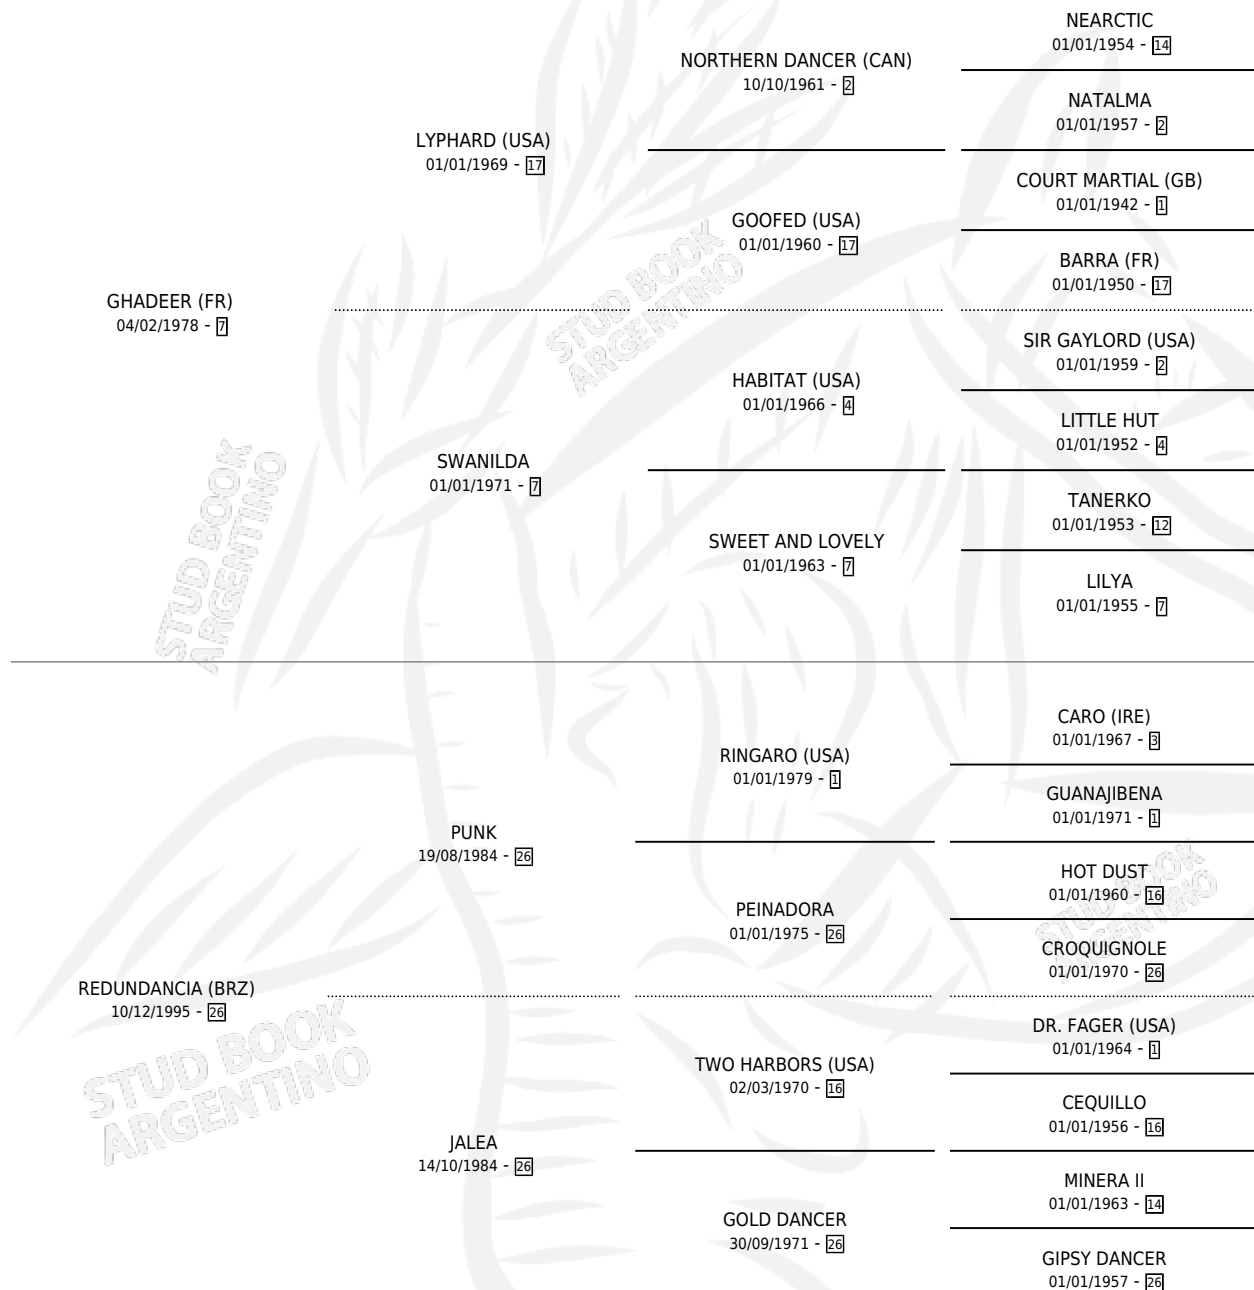 NEARCTIC
01/01/1954 - 14
NORTHERN DANCER (CAN)
10/10/1961 - 2
NATALMA
01/01/1957 - 2
LYPHARD (USA)
01/01/1969 - 17
COURT MARTIAL (GB)
01/01/1942 - 1
GOOFED (USA)
01/01/1960 - 17
BARRA (FR)
01/01/1950 - 17
GHADEER (FR)
04/02/1978 - 7
SIR GAYLORD (USA)
01/01/1959 - 2
HABITAT (USA)
01/01/1966 - 4
LITTLE HUT
01/01/1952 - 4
SWANILDA
01/01/1971 - 7
TANERKO
01/01/1953 - 12
SWEET AND LOVELY
01/01/1963 - 7
LILYA
01/01/1955 - 7
CARO (IRE)
01/01/1967 - 3
RINGARO (USA)
01/01/1979 - 1
GUANAJIBENA
01/01/1971 - 1
PUNK
19/08/1984 - 26
HOT DUST
01/01/1960 - 16
PEINADORA
01/01/1975 - 26
CROQUIGNOLE
01/01/1970 - 26
REDUNDANCIA (BRZ)
10/12/1995 - 26
DR. FAGER (USA)
01/01/1964 - 1
TWO HARBORS (USA)
02/03/1970 - 16
CEQUILLO
01/01/1956 - 16
JALEA
14/10/1984 - 26
MINERA II
01/01/1963 - 14
GOLD DANCER
30/09/1971 - 26
GIPSY DANCER
01/01/1957 - 26
STUD BOOK
ARGENTINO
STUD BOOK
ARGENTINO
STUD BOOK
ARGENTINO
STUD BOOK
ARGENTINO